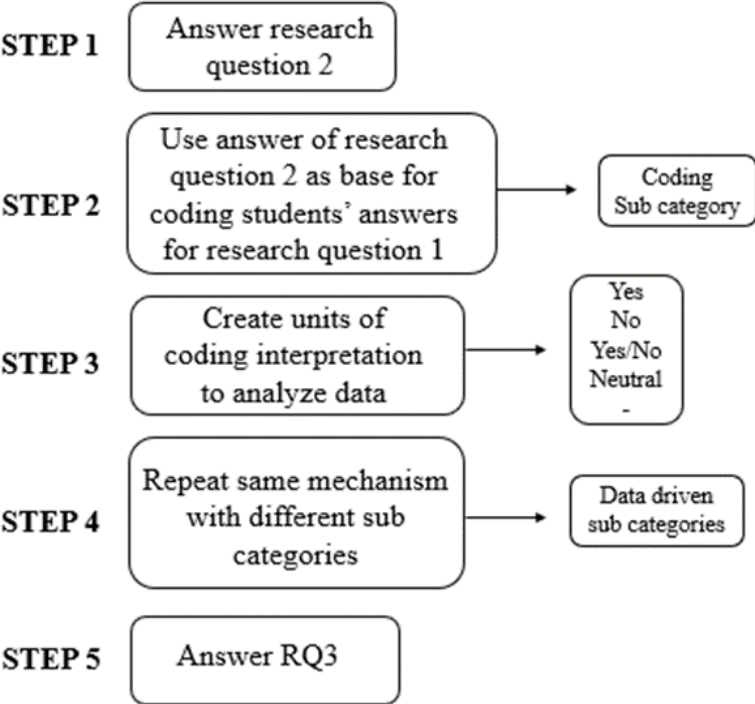 STEP 1
Answer research
question 2
STEP 2
Use answer of research
question 2 as base for
coding students’ answers
for research question 1
Coding
Sub category
STEP 3
Create units of
coding interpretation
to analyze data
Yes
No
Yes/No
Neutral
-
STEP 4
Repeat same mechanism
with different sub
categories
Data driven
sub categories
STEP 5
Answer RQ3